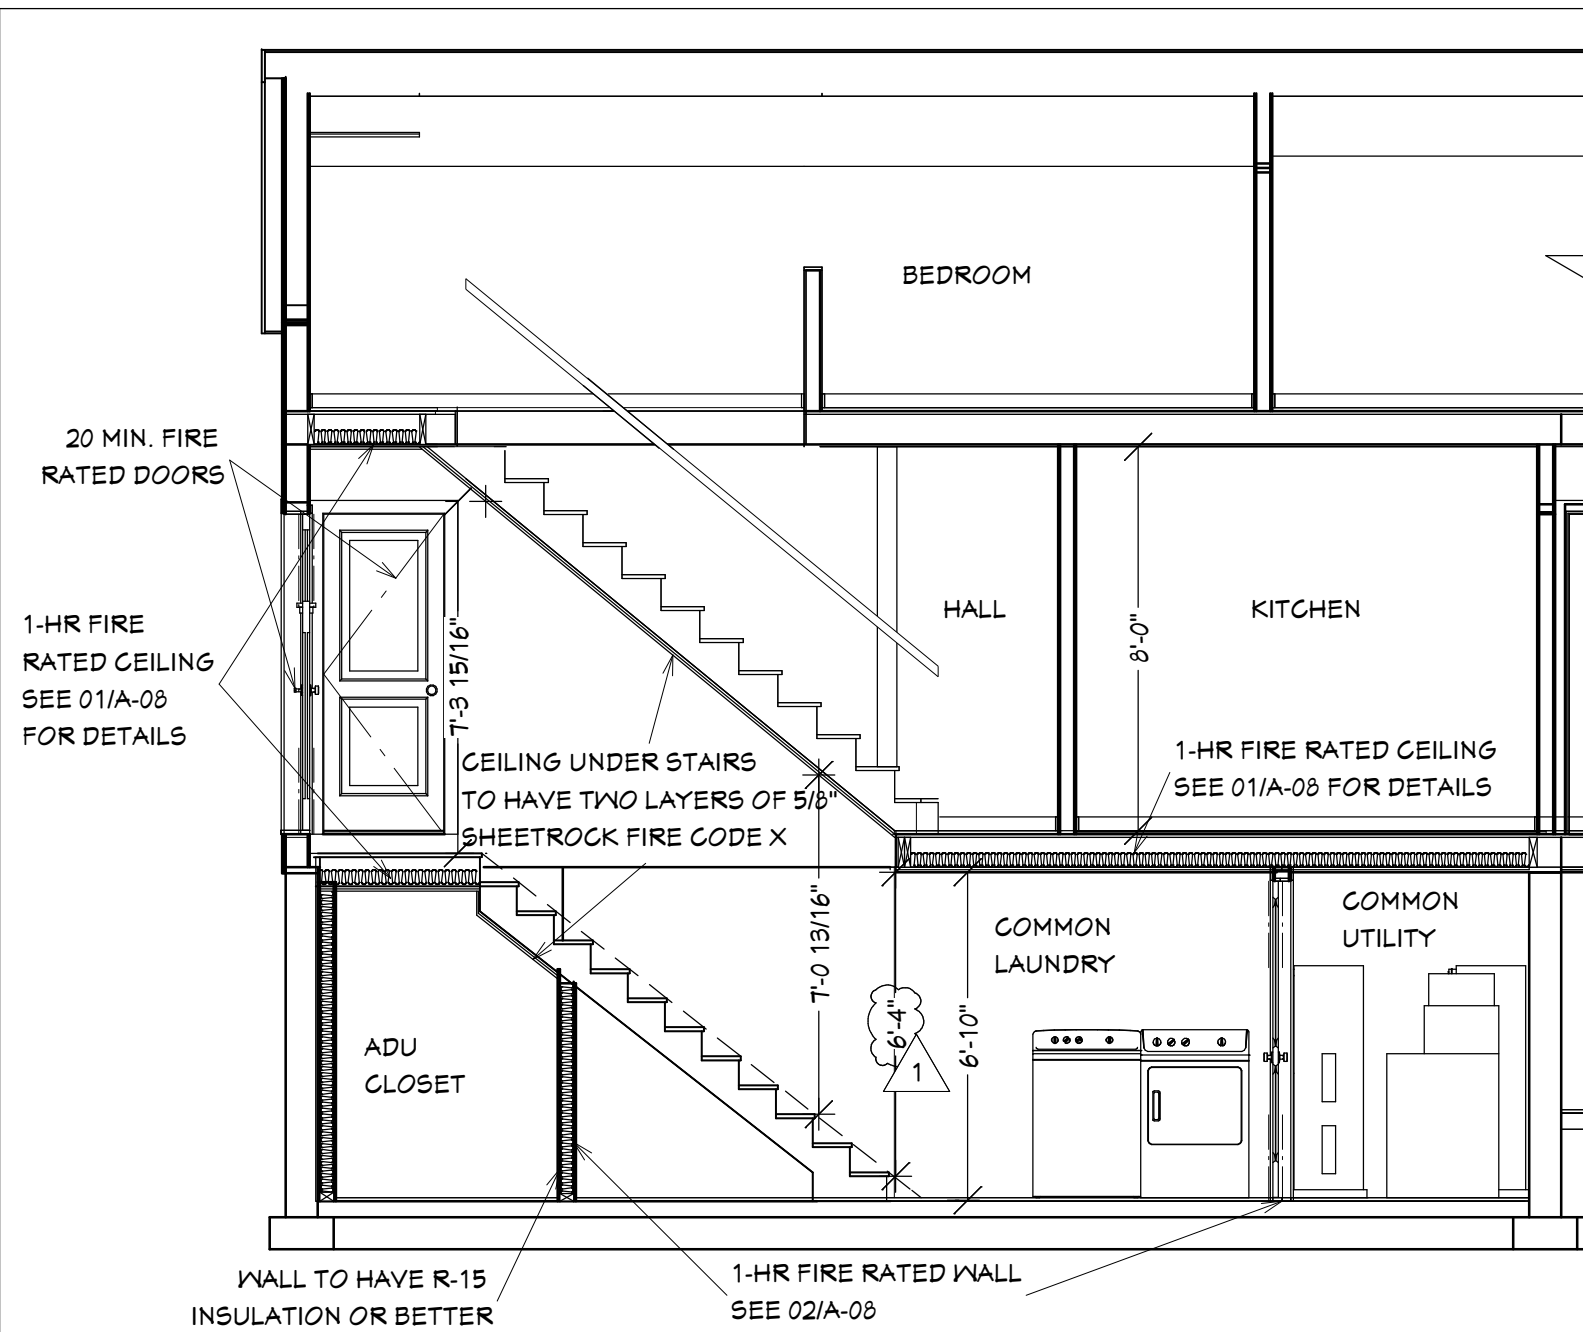 BEDROOM
20 MIN. FIRE
RATED DOORS
1-HR FIRE
RATED CEILING
SEE 01/A-08
FOR DETAILS
7'-3 15/16"
HALL
8'-0"
KITCHEN
CEILING UNDER STAIRS
TO HAVE TWO LAYERS OF 5/8"
SHEETROCK FIRE CODE X
1-HR FIRE RATED CEILING
SEE 01/A-08 FOR DETAILS
7'-0 13/16"
6'-4"
1
6'-10"
COMMON
LAUNDRY
COMMON
UTILITY
ADU
CLOSET
WALL TO HAVE R-15
INSULATION OR BETTER
1-HR FIRE RATED WALL
SEE 02/A-08